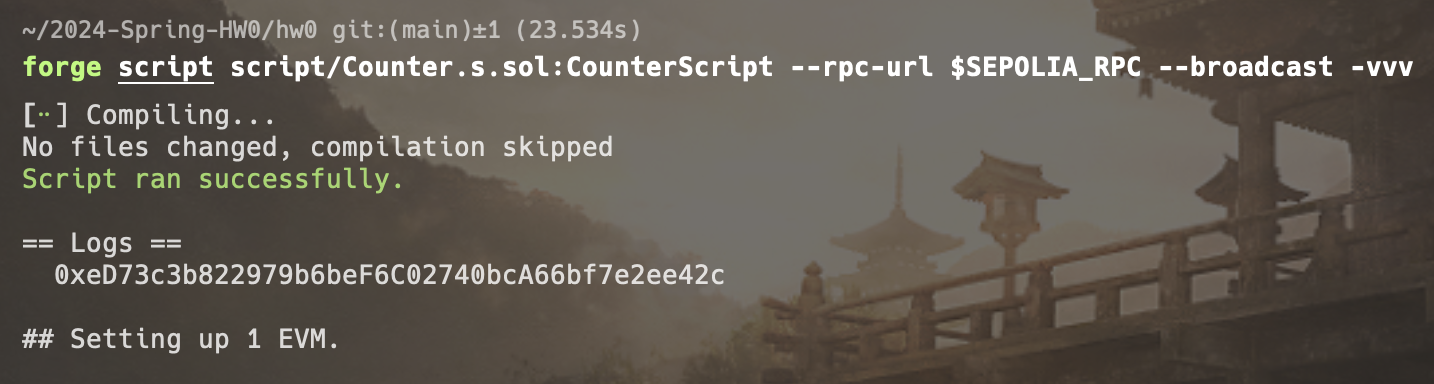 ~/2024-Spring-HW0/hw0 git:(main)±1 (23.534s)
forge script script/Counter.s.sol:CounterScript --rpc-url $SEPOLIA_RPC --broadcast -vvv
[⠒] Compiling...
No files changed, compilation skipped
Script ran successfully.
== Logs ==
0xeD73c3b822979b6beF6C02740bcA66bf7e2ee42c
## Setting up 1 EVM.